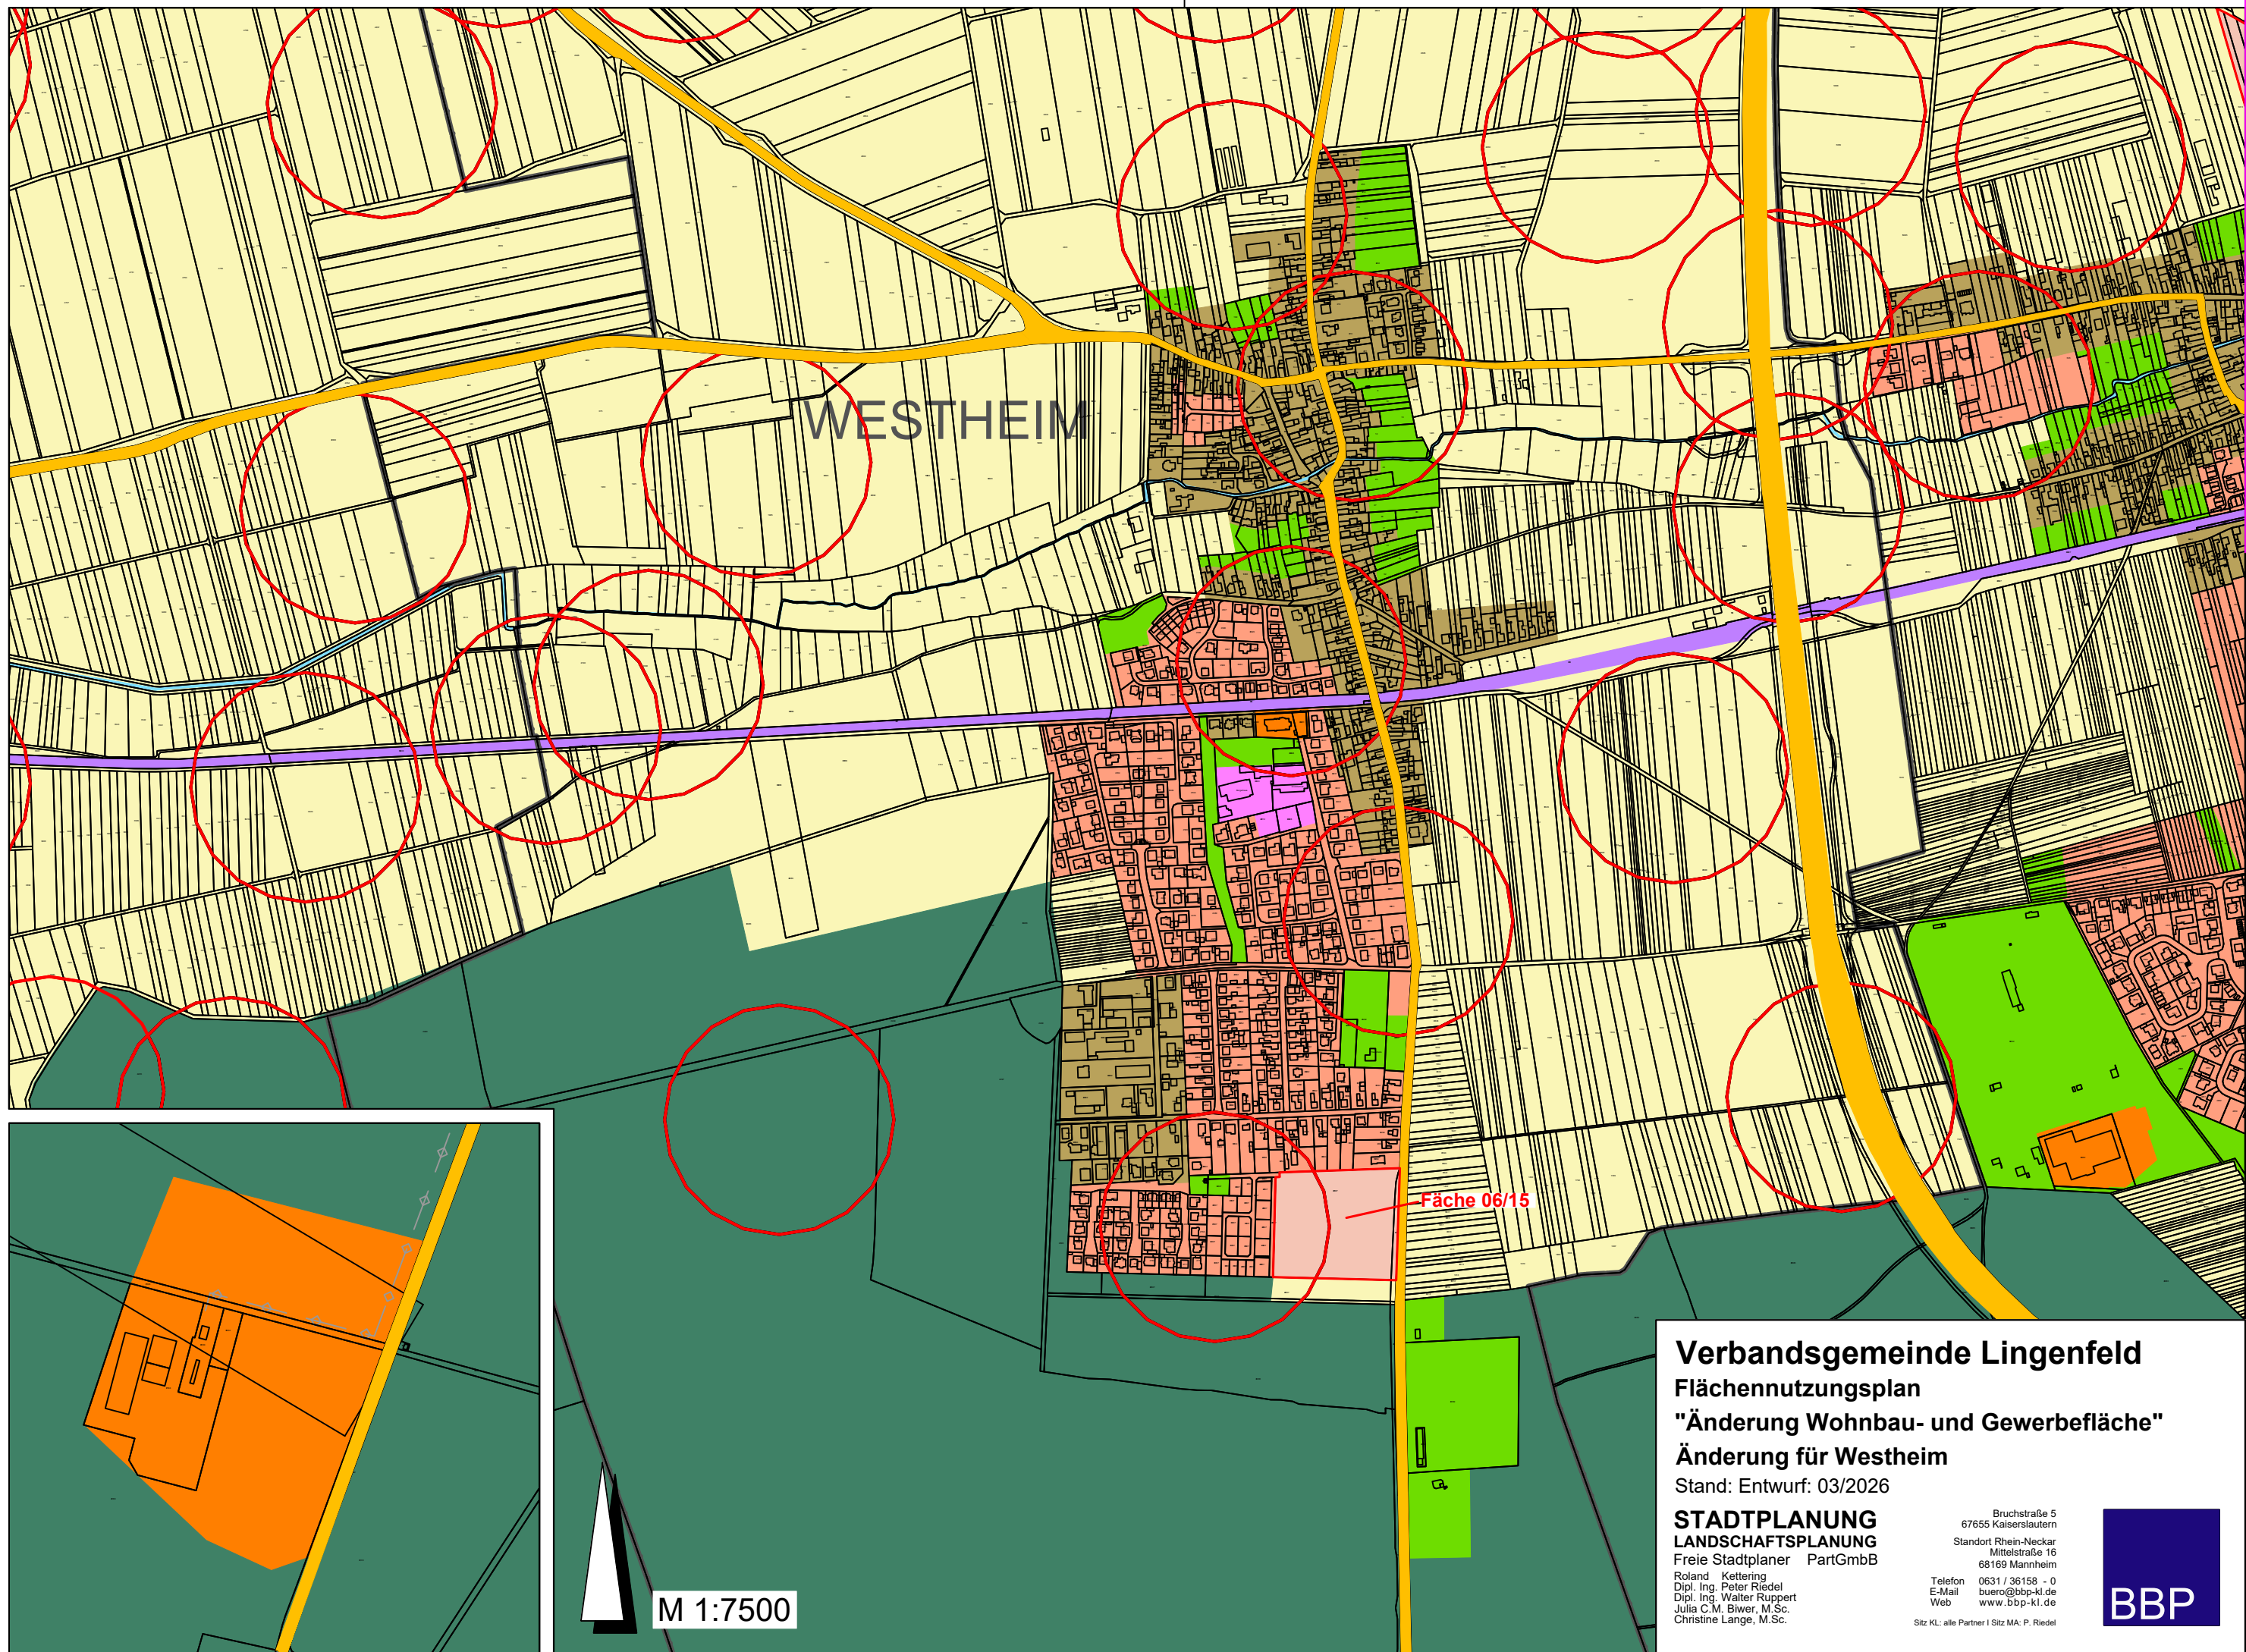 WESTHEIM
Fäche 06/15
M 1:7500
Verbandsgemeinde Lingenfeld
Flächennutzungsplan
"Änderung Wohnbau- und Gewerbefläche"
Änderung für Westheim
Stand: Entwurf: 03/2026
STADTPLANUNG
LANDSCHAFTSPLANUNG
Freie Stadtplaner PartGmbB
Roland Kettering
Dipl. Ing. Peter Riedel
Dipl. Ing. Walter Ruppert
Julia C.M. Biwer, M.Sc.
Christine Lange, M.Sc.
Bruchstraße 5
67655 Kaiserslautern
Standort Rhein-Neckar
Mittelstraße 16
68169 Mannheim
Telefon 0631 / 36158 - 0
E-Mail buero@bbp-kl.de
Web www.bbp-kl.de
Sitz KL: alle Partner I Sitz MA: P. Riedel
BBP